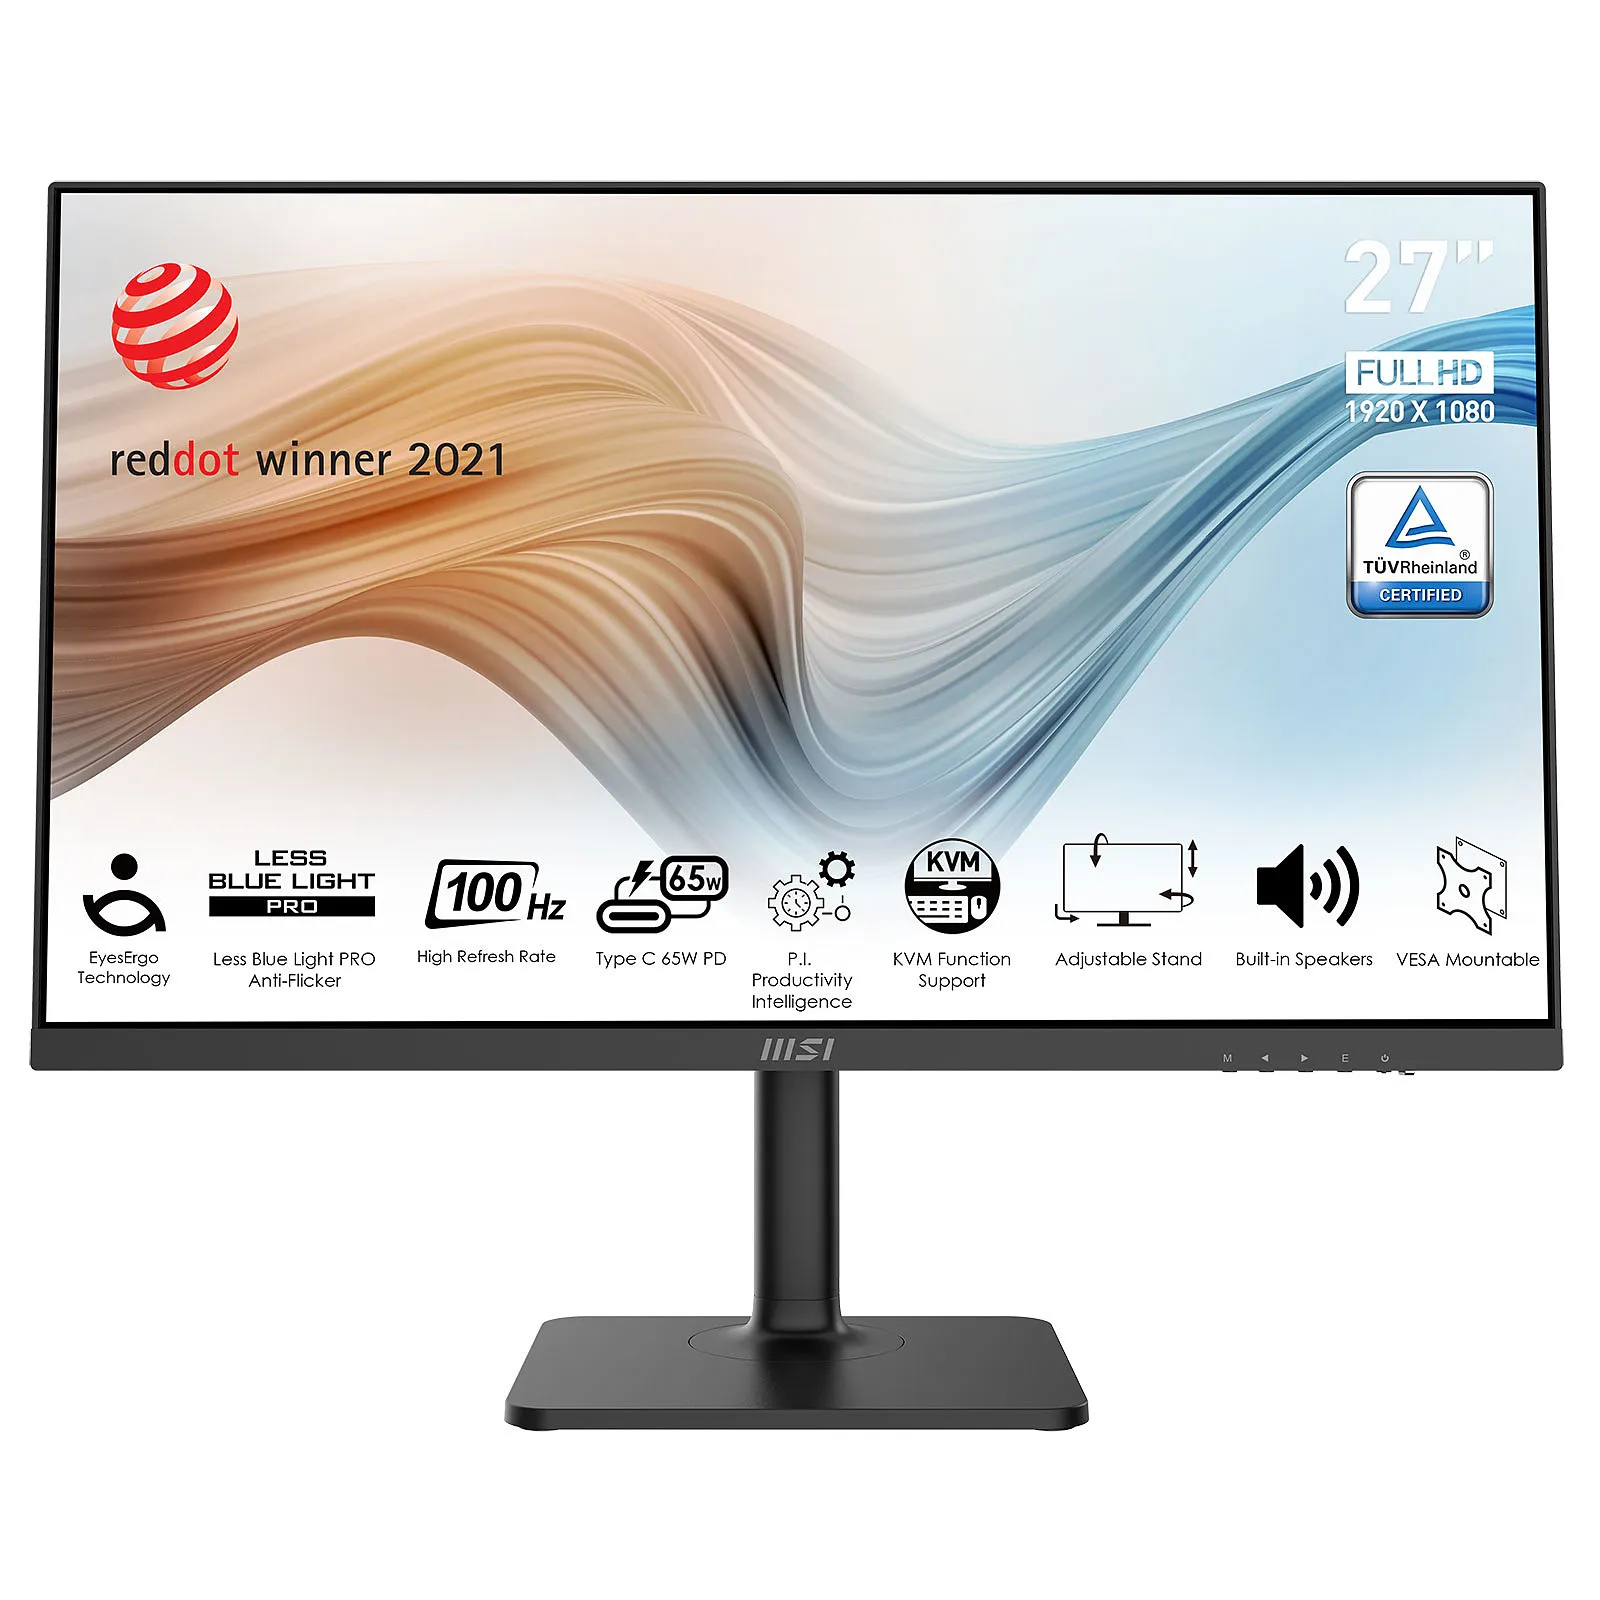 27"
FULL HD
1920 X 1080
reddot winner 2021
TÜVRheinland®
CERTIFIED
LESS
BLUE LIGHT
PRO
100Hz
65W
KVM
EyesErgo
Technology
Less Blue Light PRO
Anti-Flicker
High Refresh Rate
Type C 65W PD
P.I.
Productivity
Intelligence
KVM Function
Support
Adjustable Stand
Built-in Speakers
VESA Mountable
MSI
M
E